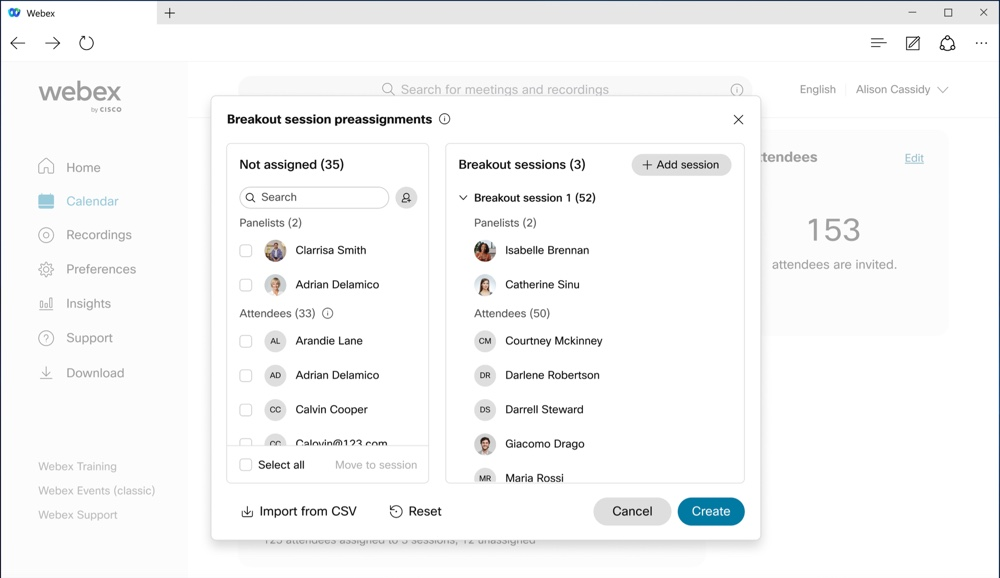 Webex
webex
by CISCO
Search for meetings and recordings
English
Alison Cassidy
Home
Calendar
Recordings
Preferences
Insights
Support
Download
Webex Training
Webex Events (classic)
Webex Support
Attendees
Edit
153
attendees are invited.
Breakout session preassignments
Not assigned (35)
Search
Panelists (2)
Clarrisa Smith
Adrian Delamico
Attendees (33)
AL Arandie Lane
AD Adrian Delamico
CC Calvin Cooper
CC Calovin@123.com
Select all Move to session
Breakout sessions (3)
+ Add session
Breakout session 1 (52)
Panelists (2)
Isabelle Brennan
Catherine Sinu
Attendees (50)
CM Courtney Mckinney
DR Darlene Robertson
DS Darrell Steward
Giacomo Drago
MR Maria Rossi
Import from CSV Reset
Cancel Create
attendees assigned to 3 sessions, 12 unassigned